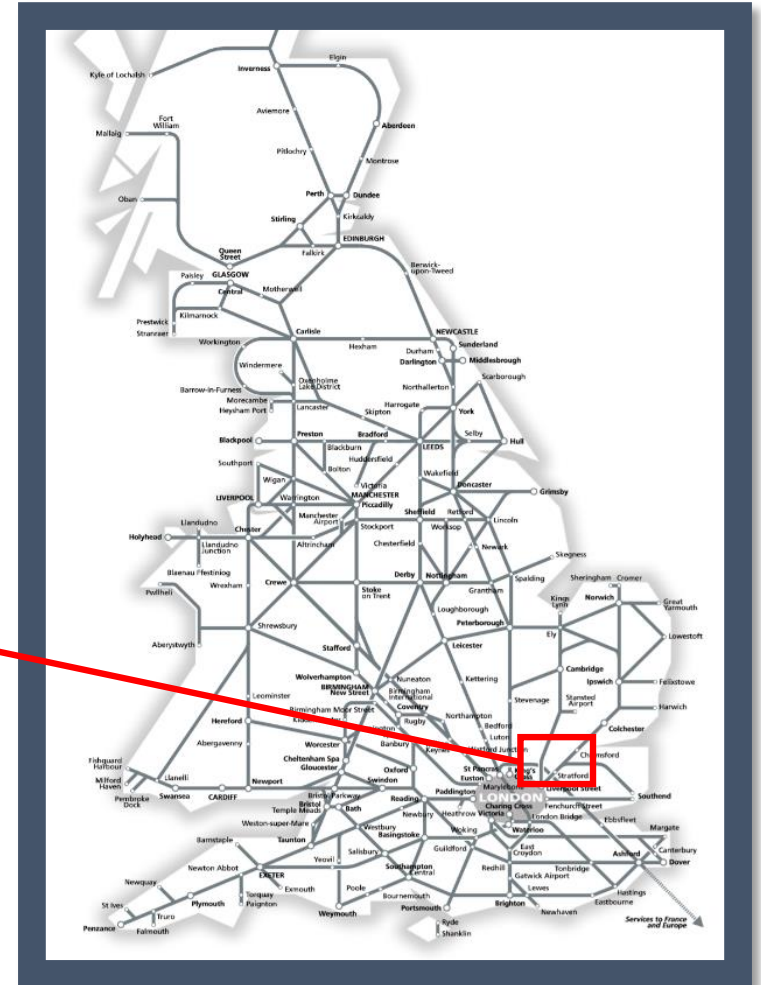 Elgin
Inverness
Kyle of Lochalsh
Aviemore
Fort
William
Mallaig
Aberdeen
Pitlochry
Montrose
Perth
Dundee
Oban
Stirling
Kirkcaldy
Queen
Street
Falkirk
EDINBURGH
Berwick-
upon-Tweed
Paisley
GLASGOW
Central
Motherwell
Prestwick
Kilmarnock
Stranraer
Carlisle
NEWCASTLE
Workington
Hexham
Sunderland
Durham
Darlington
Middlesbrough
Windermere
Scarborough
Oxenholme
Lake District
Barrow-in-Furness
Northallerton
Morecambe
Heysham Port
Lancaster
Harrogate
York
Skipton
Preston
Bradford
Selby
Blackpool
Blackburn
LEEDS
Hull
Huddersfield
Southport
Bolton
Wakefield
Wigan
Victoria
Doncaster
MANCHESTER
Grimsby
LIVERPOOL
Warrington
Piccadilly
Manchester
Airport
Sheffield
Retford
Llandudno
Stockport
Worksop
Lincoln
Holyhead
Chester
Llandudno
Junction
Altrincham
Chesterfield
Newark
Skegness
Blaenau Ffestiniog
Derby
Nottingham
Spalding
Sheringham
Cromer
Pwllheli
Wrexham
Crewe
Stoke
on Trent
Grantham
Kings
Lynn
Norwich
Great
Yarmouth
Loughborough
Shrewsbury
Peterborough
Ely
Lowestoft
Aberystwyth
Stafford
Leicester
Wolverhampton
Cambridge
BIRMINGHAM
New Street
Nuneaton
Kettering
Ipswich
Felixstowe
Birmingham
International
Stansted
Airport
Leominster
Birmingham Moor Street
Coventry
Stevenage
Harwich
Rugby
Northampton
Hereford
Bedford
Colchester
Worcester
Banbury
Luton
Abergavenny
Watford Junction
Chelmsford
Cheltenham Spa
Gloucester
Oxford
St Pancras
King's
Cross
Fishguard
Harbour
Euston
Stratford
Milford
Haven
Llanelli
Newport
Swindon
Marylebone
Liverpool Street
Paddington
LONDON
Southend
Pembroke
Dock
Swansea
CARDIFF
Bristol Parkway
Reading
Fenchurch Street
Bristol
Temple Meads
Bath
Charing Cross
Newbury
Heathrow
Victoria
London Bridge
Ebbsfleet
Weston-super-Mare
Westbury
Basingstoke
Woking
Waterloo
Margate
Barnstaple
Taunton
East
Croydon
Canterbury
Salisbury
Guildford
Ashford
Dover
Yeovil
Southampton
Central
Redhill
Tonbridge
Newton Abbot
EXETER
Gatwick Airport
Newquay
Exmouth
Poole
Lewes
Hastings
Torquay
Paignton
Bournemouth
Eastbourne
St Ives
Plymouth
Portsmouth
Brighton
Newhaven
Truro
Weymouth
Penzance
Falmouth
Ryde
Shanklin
Services to France
and Europe